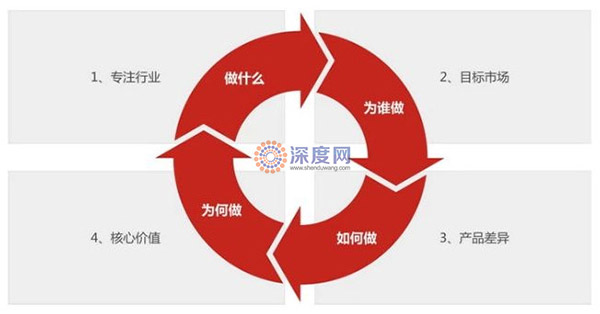 1、专注行业
做什么
2、目标市场
为谁做
深度网
www.shenduwang.com
为何做
如何做
4、核心价值
3、产品差异